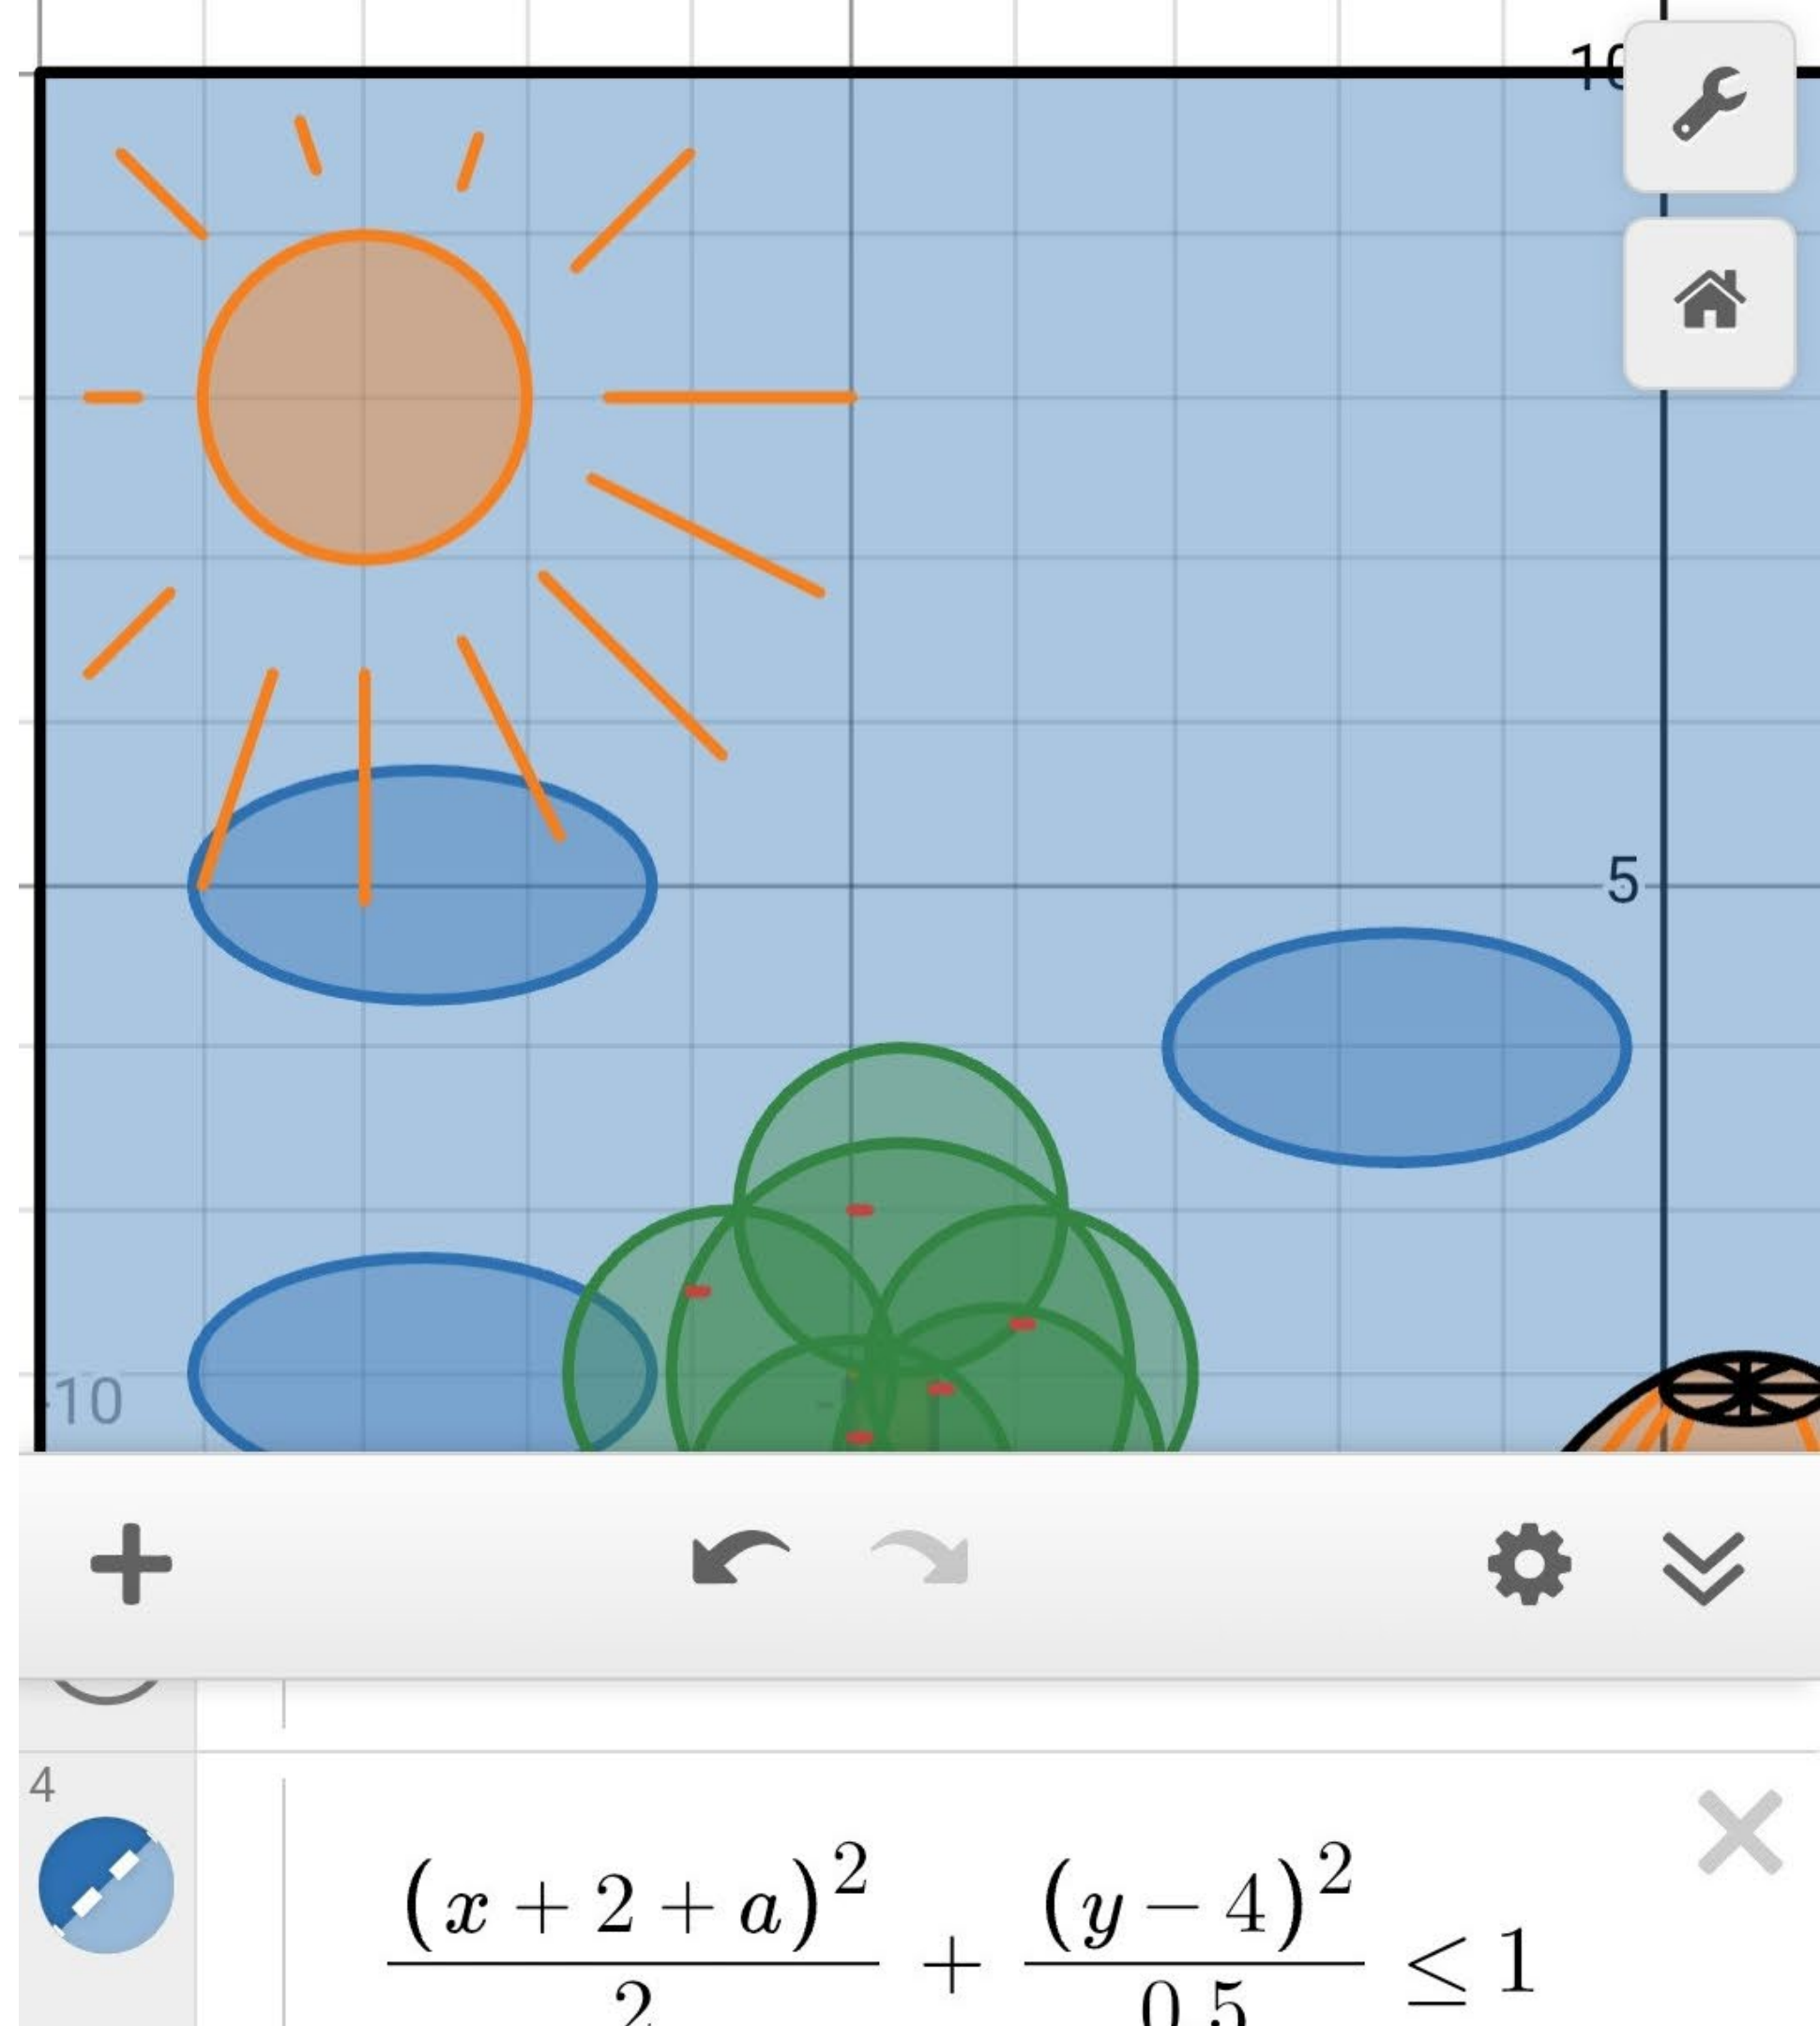 10
5
-10
4
(x + 2 + a)² / 2 + (y − 4)² / 0.5 ≤ 1